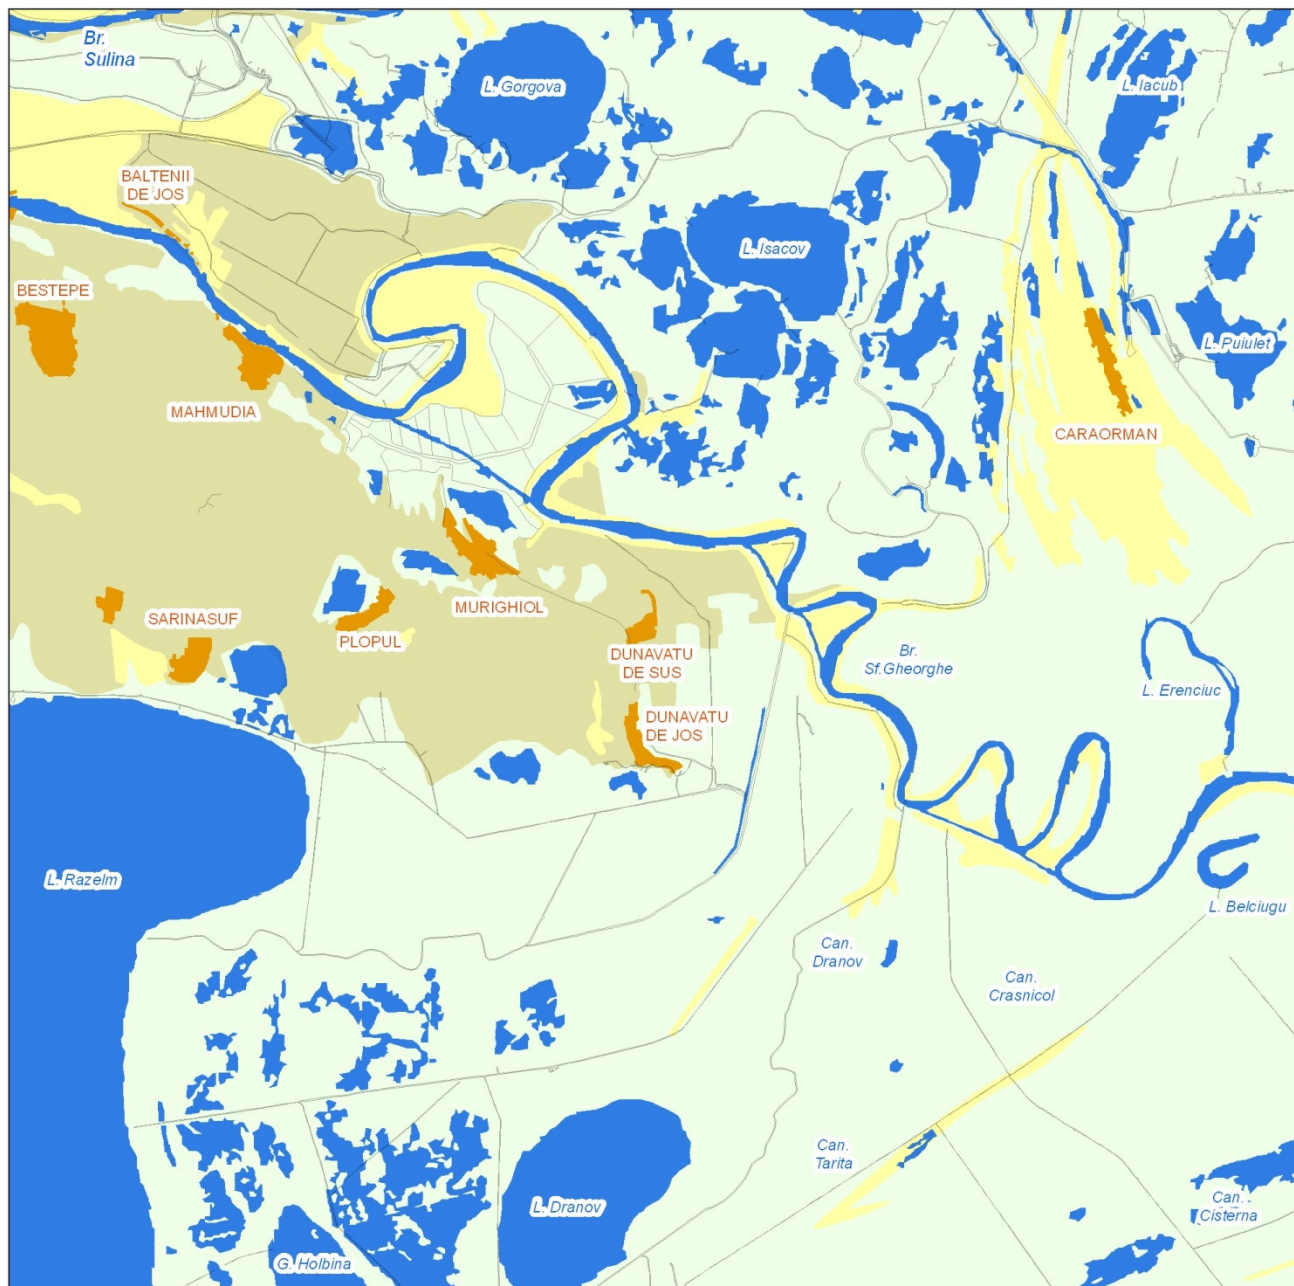 Br.
Sulina
L. Gorgova
L. Iacub
BALTENII
DE JOS
L. Isacov
BESTEPE
L. Puiulet
MAHMUDIA
CARAORMAN
SARINASUF
PLOPUL
MURIGHIOL
DUNAVATU
DE SUS
Br.
Sf.Gheorghe
L. Erenciuc
DUNAVATU
DE JOS
L. Razelm
L. Belciugu
Can.
Dranov
Can.
Crasnicol
Can.
Tarita
L. Dranov
Can.
Cisterna
G. Holbina